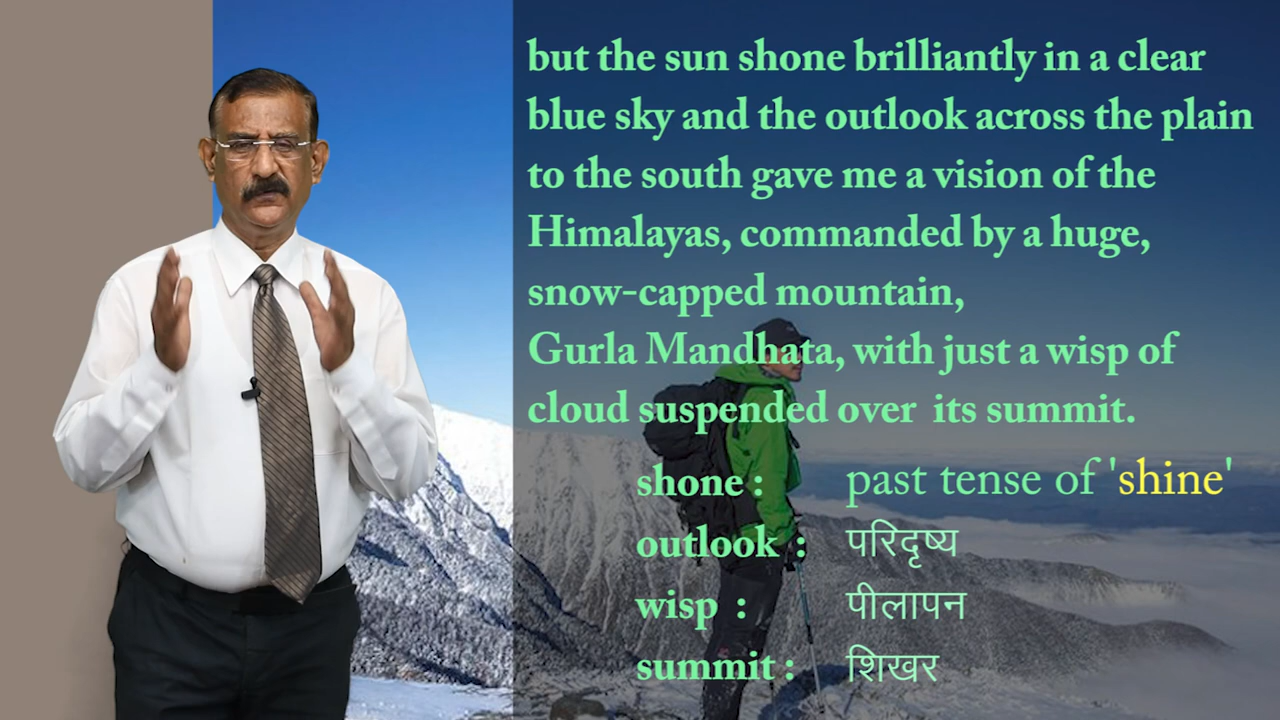 but the sun shone brilliantly in a clear
blue sky and the outlook across the plain
to the south gave me a vision of the
Himalayas, commanded by a huge,
snow-capped mountain,
Gurla Mandhata, with just a wisp of
cloud suspended over its summit.
shone : past tense of 'shine'
outlook : परिदृष्य
wisp : पीलापन
summit : शिखर